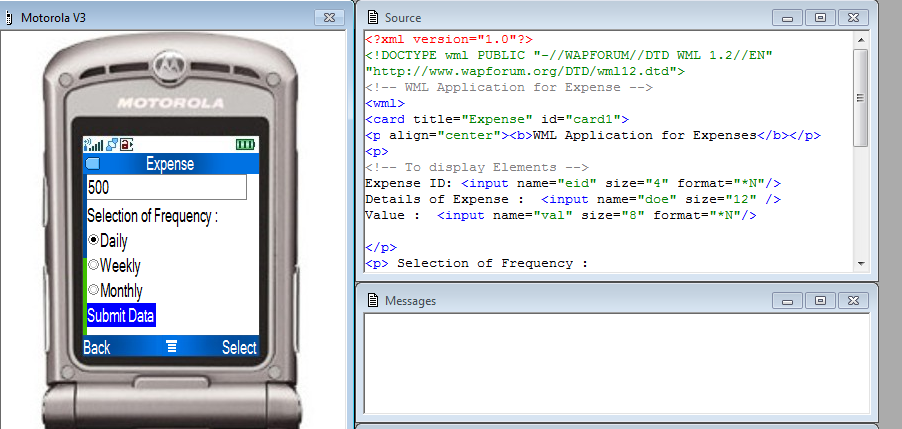 Motorola V3
MOTOROLA
Expense
500
Selection of Frequency :
Daily
Weekly
Monthly
Submit Data
Back
Select
Source
<?xml version="1.0"?>
<!DOCTYPE wml PUBLIC "-//WAPFORUM//DTD WML 1.2//EN"
"http://www.wapforum.org/DTD/wml12.dtd">
<!-- WML Application for Expense -->
<wml>
<card title="Expense" id="card1">
<p align="center"><b>WML Application for Expenses</b></p>
<p>
<!-- To display Elements -->
Expense ID: <input name="eid" size="4" format="*N"/>
Details of Expense :  <input name="doe" size="12" />
Value :  <input name="val" size="8" format="*N"/>
</p>
<p> Selection of Frequency :
Messages